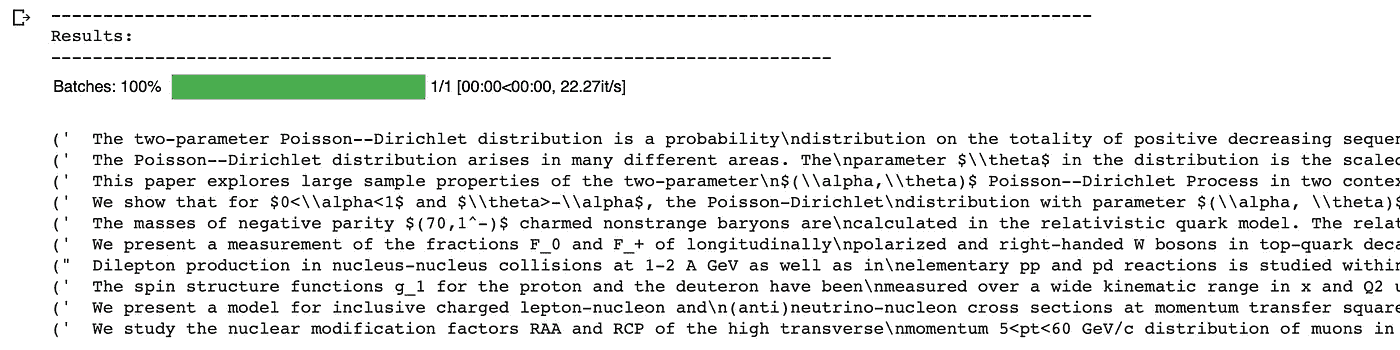 ----------------------------------------------------------------------------------------------------
Results:
---------------------------------------------------------------------------
Batches: 100% 1/1 [00:00<00:00, 22.27it/s]
('  The two-parameter Poisson--Dirichlet distribution is a probability\ndistribution on the totality of positive decreasing sequen
('  The Poisson--Dirichlet distribution arises in many different areas. The\nparameter $\\theta$ in the distribution is the scaled
('  This paper explores large sample properties of the two-parameter\n$(\\alpha,\\theta)$ Poisson--Dirichlet Process in two contex
('  We show that for $0<\\alpha<1$ and $\\theta>-\\alpha$, the Poisson-Dirichlet\ndistribution with parameter $(\\alpha, \\theta)$
('  The masses of negative parity $(70,1^-)$ charmed nonstrange baryons are\ncalculated in the relativistic quark model. The relat
('  We present a measurement of the fractions F_0 and F_+ of longitudinally\npolarized and right-handed W bosons in top-quark deca
("  Dilepton production in nucleus-nucleus collisions at 1-2 A GeV as well as in\nelementary pp and pd reactions is studied within
('  The spin structure functions g_1 for the proton and the deuteron have been\nmeasured over a wide kinematic range in x and Q2 u
('  We present a model for inclusive charged lepton-nucleon and\n(anti)neutrino-nucleon cross sections at momentum transfer square
('  We study the nuclear modification factors RAA and RCP of the high transverse\nmomentum 5<pt<60 GeV/c distribution of muons in